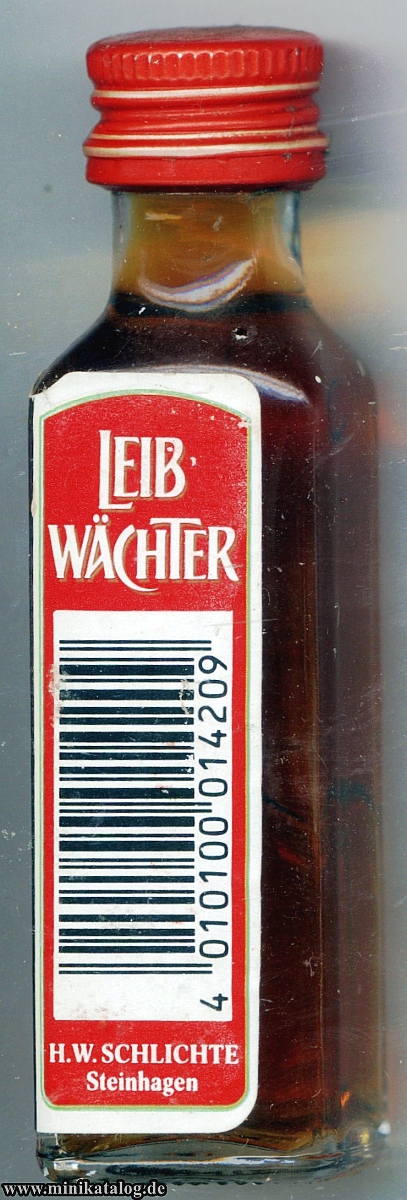 LEIB
WÄCHTER
4 010100 014209
H.W. SCHLICHTE
Steinhagen
www.minikatalog.de